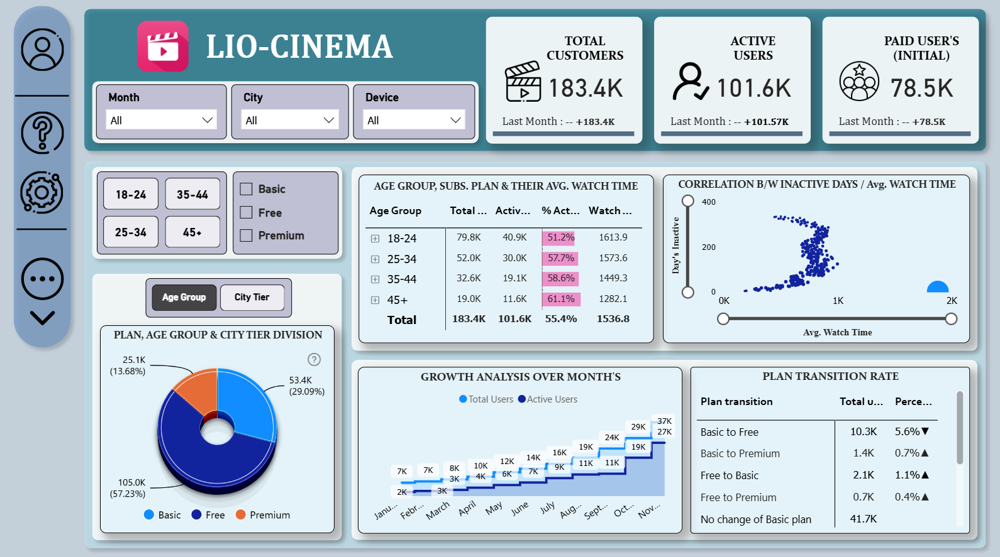 LIO-CINEMA
Month
All
City
All
Device
All
TOTAL
CUSTOMERS
183.4K
Last Month : -- +183.4K
ACTIVE
USERS
101.6K
Last Month : -- +101.57K
PAID USER'S
(INITIAL)
78.5K
Last Month : -- +78.5K
18-24
35-44
25-34
45+
Basic
Free
Premium
Age Group
City Tier
PLAN, AGE GROUP & CITY TIER DIVISION
?
25.1K
(13.68%)
53.4K
(29.09%)
105.0K
(57.23%)
Basic Free Premium
AGE GROUP, SUBS. PLAN & THEIR AVG. WATCH TIME
Age Group Total ... Activ... % Act... Watch ...
18-24 79.8K 40.9K 51.2% 1613.9
25-34 52.0K 30.0K 57.7% 1573.6
35-44 32.6K 19.1K 58.6% 1449.3
45+ 19.0K 11.6K 61.1% 1282.1
Total 183.4K 101.6K 55.4% 1536.8
CORRELATION B/W INACTIVE DAYS / Avg. WATCH TIME
Day's Inactive
400
200
0
0K 1K 2K
Avg. Watch Time
GROWTH ANALYSIS OVER MONTH'S
Total Users Active Users
7K 7K 8K 10K 12K 14K 16K 19K 24K 29K 37K
2K 3K 3K 4K 6K 7K 9K 11K 11K 19K 27K
Janu... Febr... March April May June July Aug... Sept... Oct... Nov...
PLAN TRANSITION RATE
Plan transition Total u... Perce...
Basic to Free 10.3K 5.6%▼
Basic to Premium 1.4K 0.7%▲
Free to Basic 2.1K 1.1%▲
Free to Premium 0.7K 0.4%▲
No change of Basic plan 41.7K